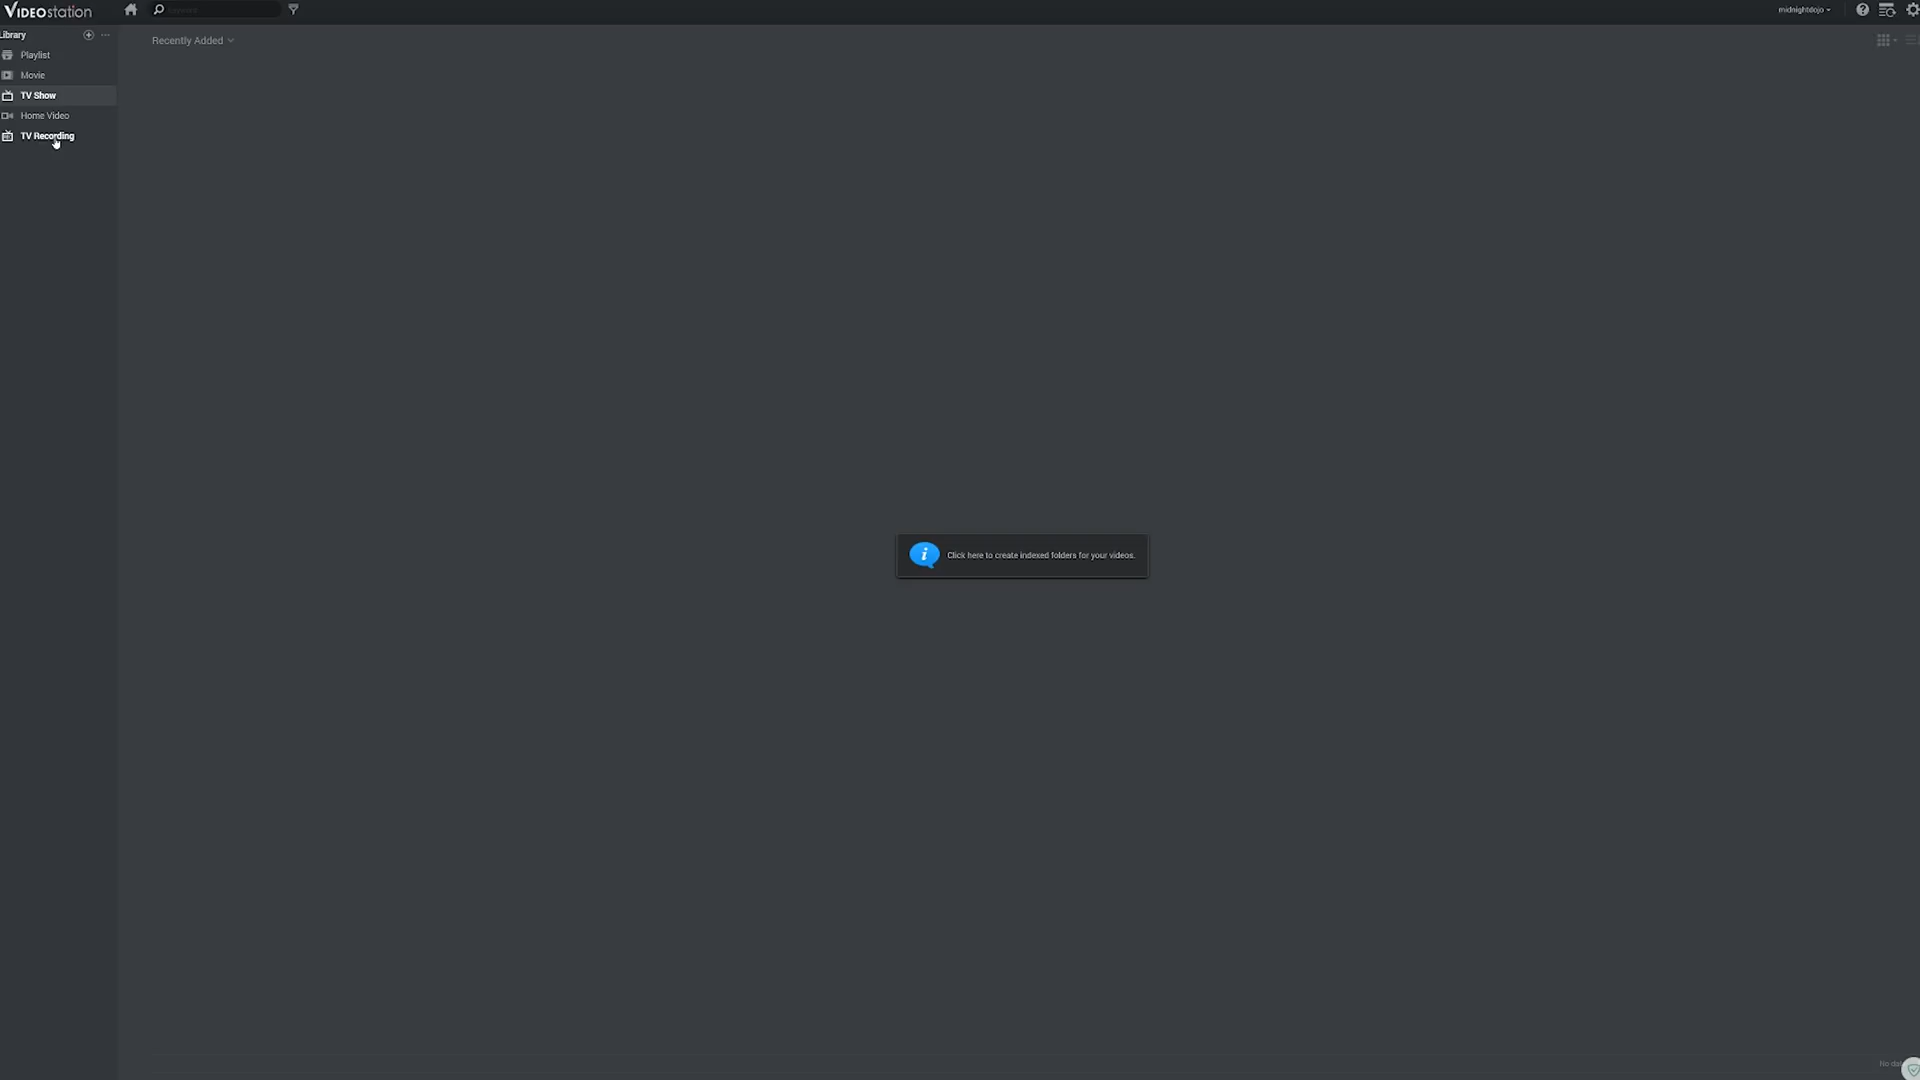 VIDEOstation
midnightdojo
Library
Playlist
Movie
TV Show
Home Video
TV Recording
Recently Added
Click here to create indexed folders for your videos.